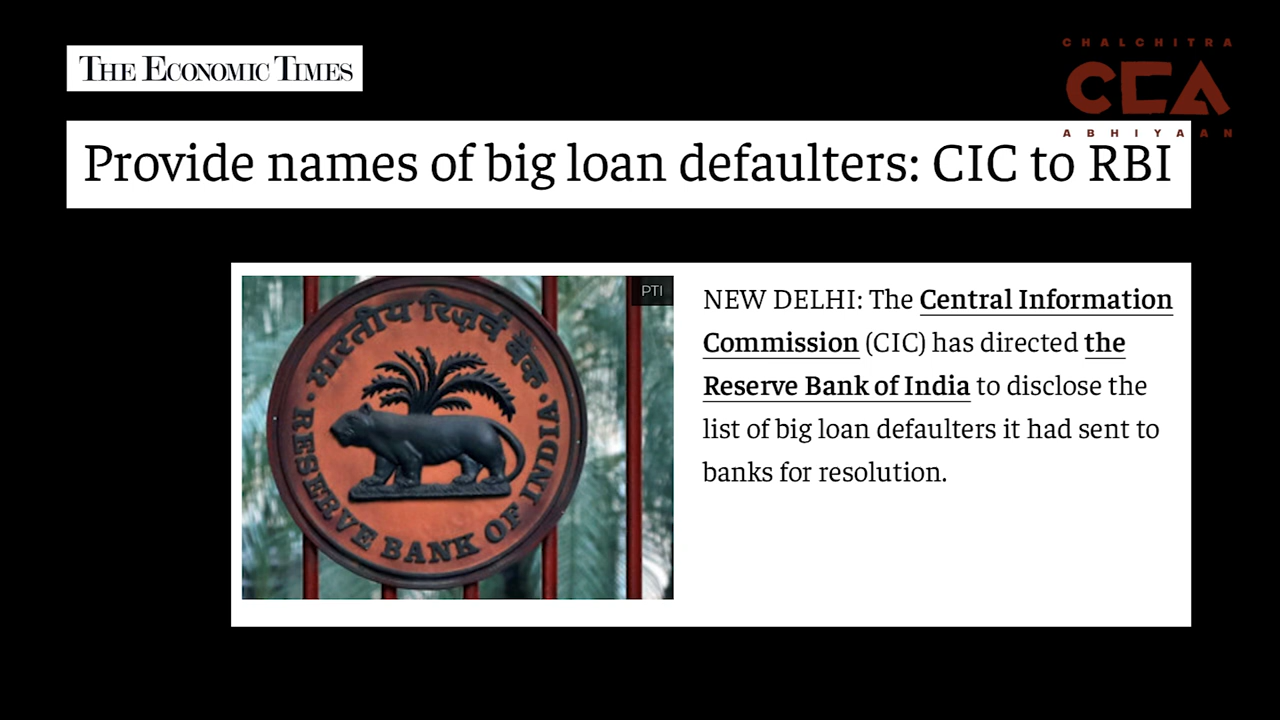 THE ECONOMIC TIMES
CHALCHITRA
CCA
ABHIYAAN
Provide names of big loan defaulters: CIC to RBI
PTI
भारतीय रिज़र्व बैंक
RESERVE BANK OF INDIA
NEW DELHI: The Central Information
Commission (CIC) has directed the
Reserve Bank of India to disclose the
list of big loan defaulters it had sent to
banks for resolution.